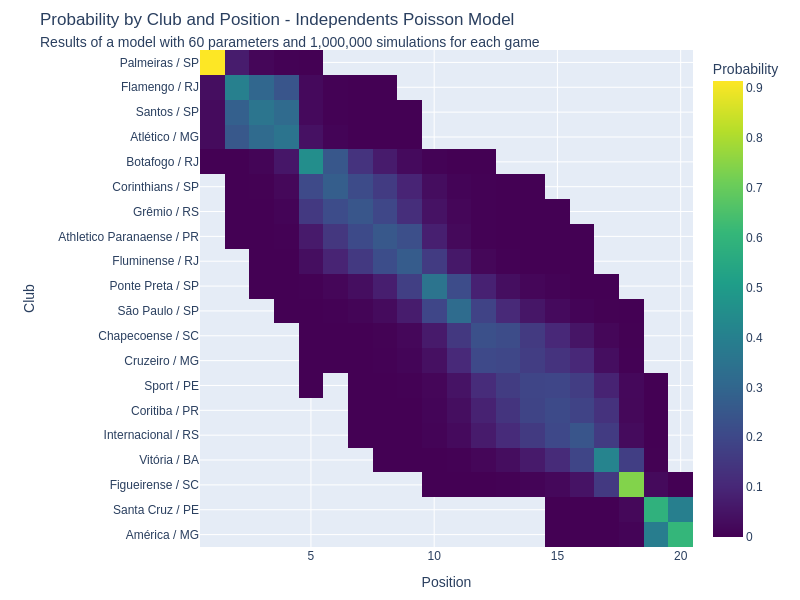 Probability by Club and Position - Independents Poisson Model
Results of a model with 60 parameters and 1,000,000 simulations for each game
Probability
Palmeiras / SP
Flamengo / RJ
Santos / SP
Atlético / MG
Botafogo / RJ
Corinthians / SP
Grêmio / RS
Athletico Paranaense / PR
Fluminense / RJ
Ponte Preta / SP
São Paulo / SP
Chapecoense / SC
Cruzeiro / MG
Sport / PE
Coritiba / PR
Internacional / RS
Vitória / BA
Figueirense / SC
Santa Cruz / PE
América / MG
Club
5
10
15
20
Position
0.9
0.8
0.7
0.6
0.5
0.4
0.3
0.2
0.1
0